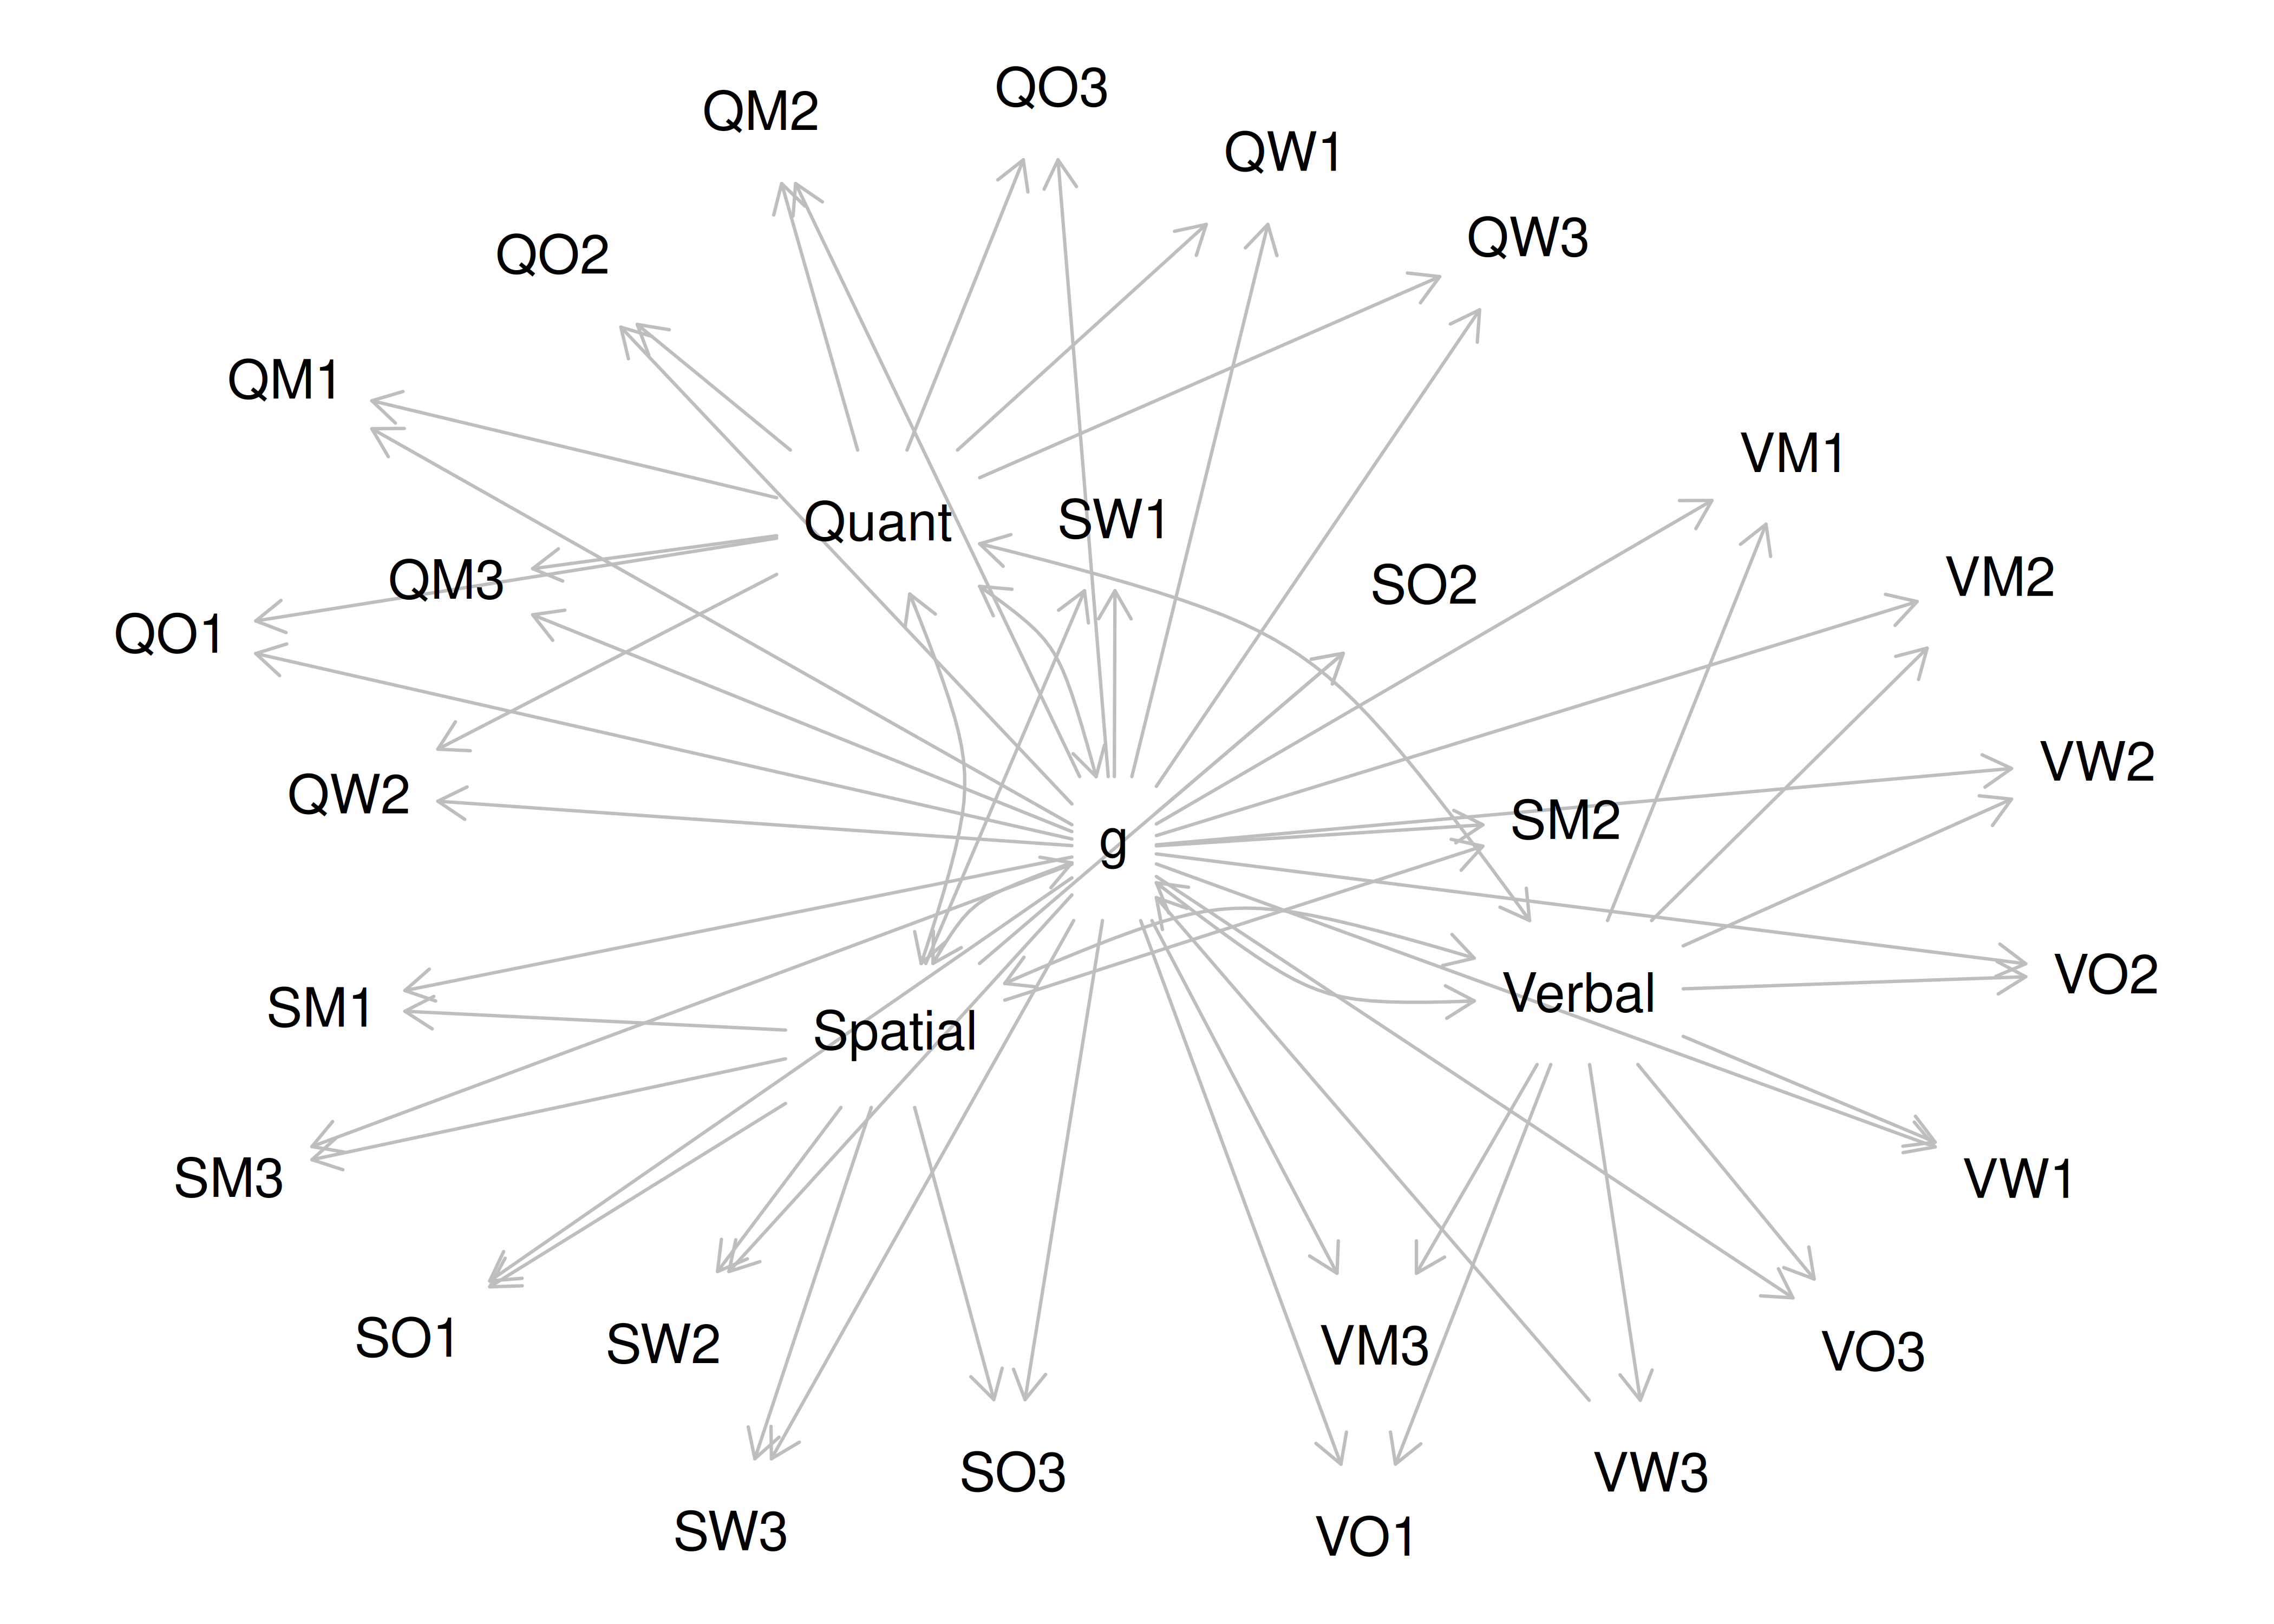 QO3
QM2
QW1
QW3
QO2
QM1
VM1
SW1
Quant
VM2
QM3
SO2
QO1
VW2
QW2
SM2
g
VO2
Verbal
SM1
Spatial
SM3
VW1
SO1
SW2
VM3
VO3
SO3
VW3
SW3
VO1